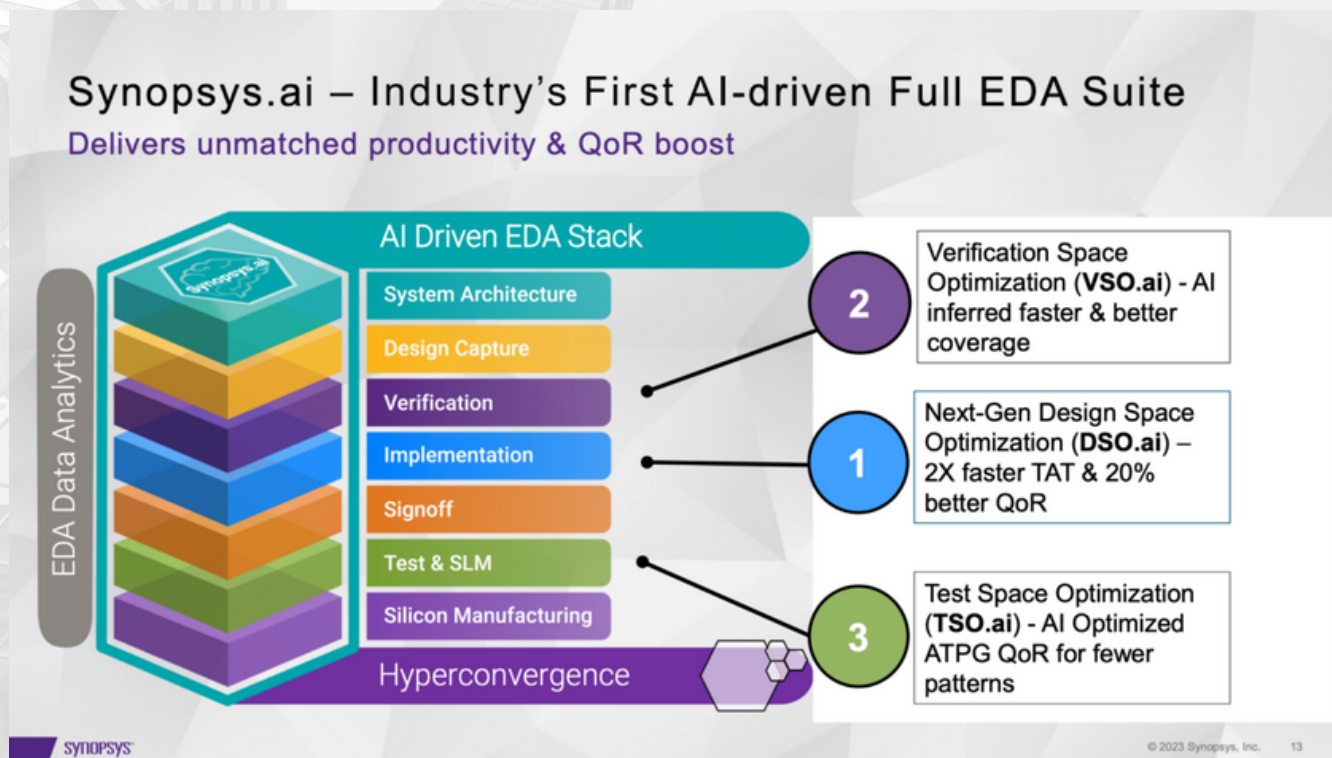 Synopsys.ai – Industry's First AI-driven Full EDA Suite
Delivers unmatched productivity & QoR boost
EDA Data Analytics
synopsys.ai
AI Driven EDA Stack
System Architecture
Design Capture
Verification
Implementation
Signoff
Test & SLM
Silicon Manufacturing
Hyperconvergence
2
Verification Space
Optimization (VSO.ai) - AI
inferred faster & better
coverage
1
Next-Gen Design Space
Optimization (DSO.ai) –
2X faster TAT & 20%
better QoR
3
Test Space Optimization
(TSO.ai) - AI Optimized
ATPG QoR for fewer
patterns
SYNOPSYS®
© 2023 Synopsys, Inc. 13